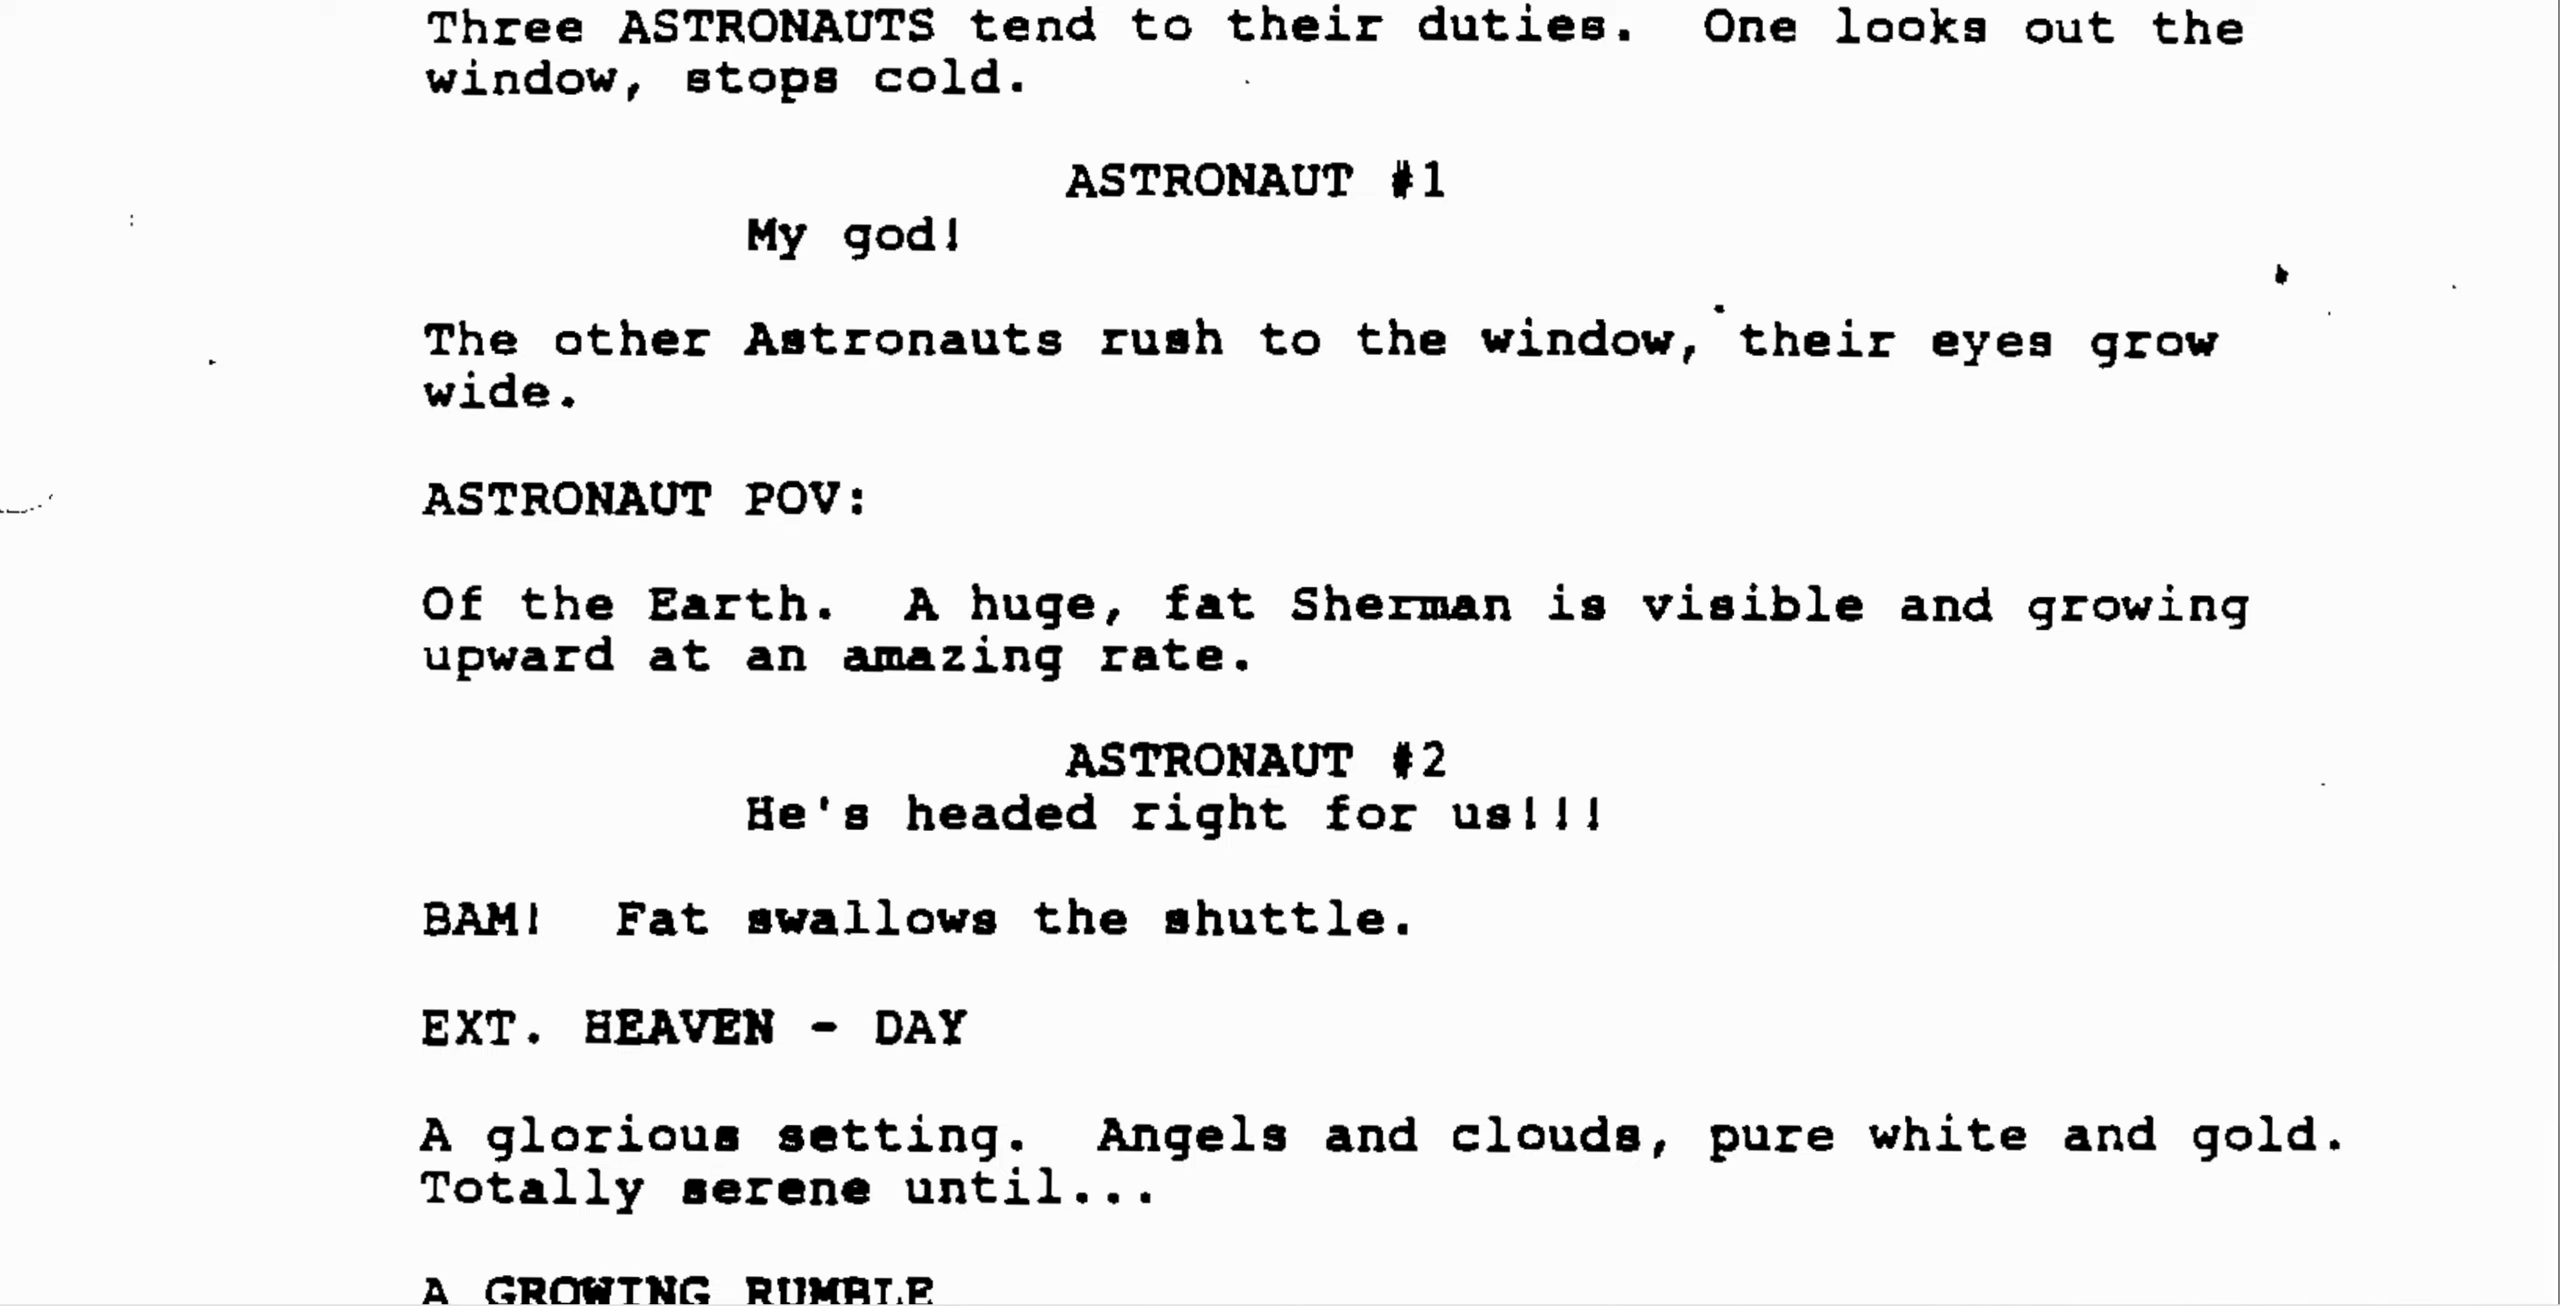 Three ASTRONAUTS tend to their duties.  One looks out the
window, stops cold.
ASTRONAUT #1
My god!
The other Astronauts rush to the window, their eyes grow
wide.
ASTRONAUT POV:
Of the Earth.  A huge, fat Sherman is visible and growing
upward at an amazing rate.
ASTRONAUT #2
He's headed right for us!!!
BAM!  Fat swallows the shuttle.
EXT. HEAVEN - DAY
A glorious setting.  Angels and clouds, pure white and gold.
Totally serene until...
A GROWING RUMBLE